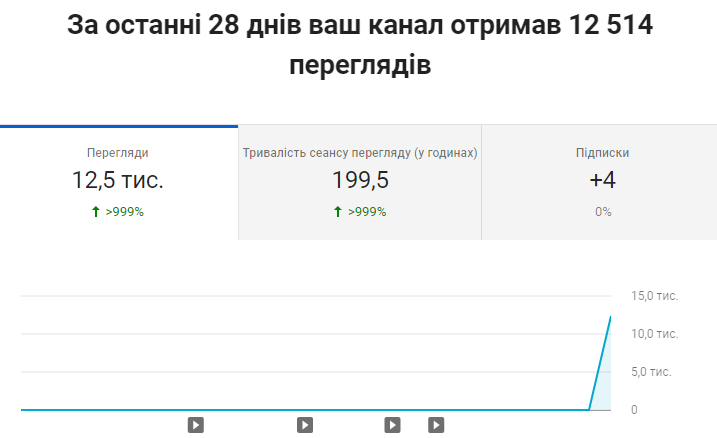 За останні 28 днів ваш канал отримав 12 514
переглядів
Перегляди
12,5 тис.
>999%
Тривалість сеансу перегляду (у годинах)
199,5
>999%
Підписки
+4
0%
15,0 тис.
10,0 тис.
5,0 тис.
0